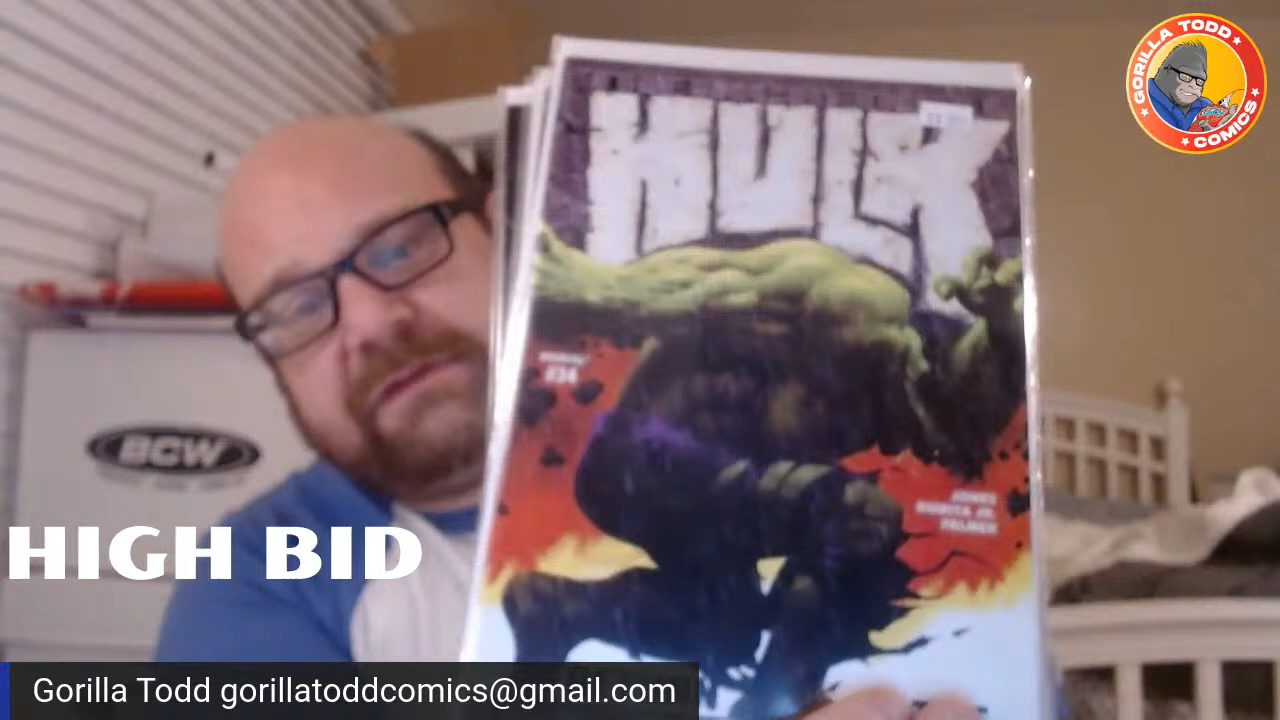 GORILLA TODD
COMICS
HULK
#34
JONES
ROMITA JR.
PALMER
BCW
HIGH BID
Gorilla Todd gorillatoddcomics@gmail.com